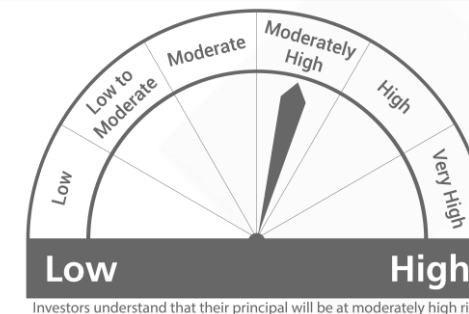 Low
Low to
Moderate
Moderate
Moderately
High
High
Very High
Low
High
Investors understand that their principal will be at moderately high ri